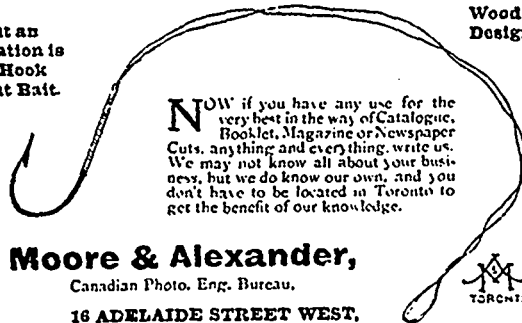 t an
ation is
Hook
t Bait.
Wood
Desig
NOW if you have any use for the
very best in the way of Catalogue,
Booklet, Magazine or Newspaper
Cuts, anything and everything, write us.
We may not know all about your busi-
ness, but we do know our own, and you
don't have to be located in Toronto to
get the benefit of our knowledge.
Moore & Alexander,
Canadian Photo. Eng. Bureau,
16 ADELAIDE STREET WEST,
TORONT